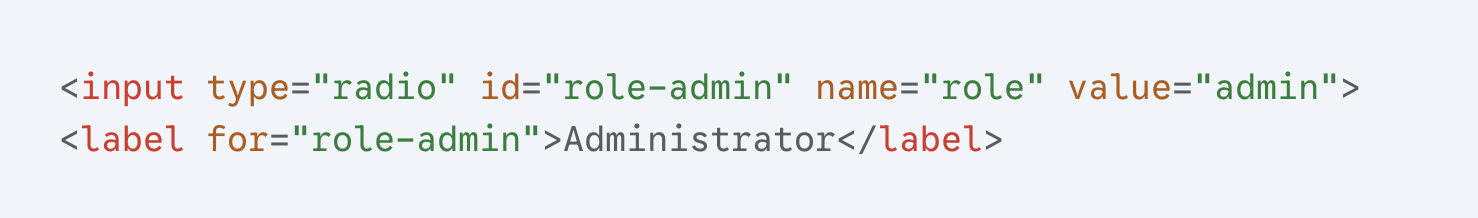 <input type="radio" id="role-admin" name="role" value="admin">
<label for="role-admin">Administrator</label>